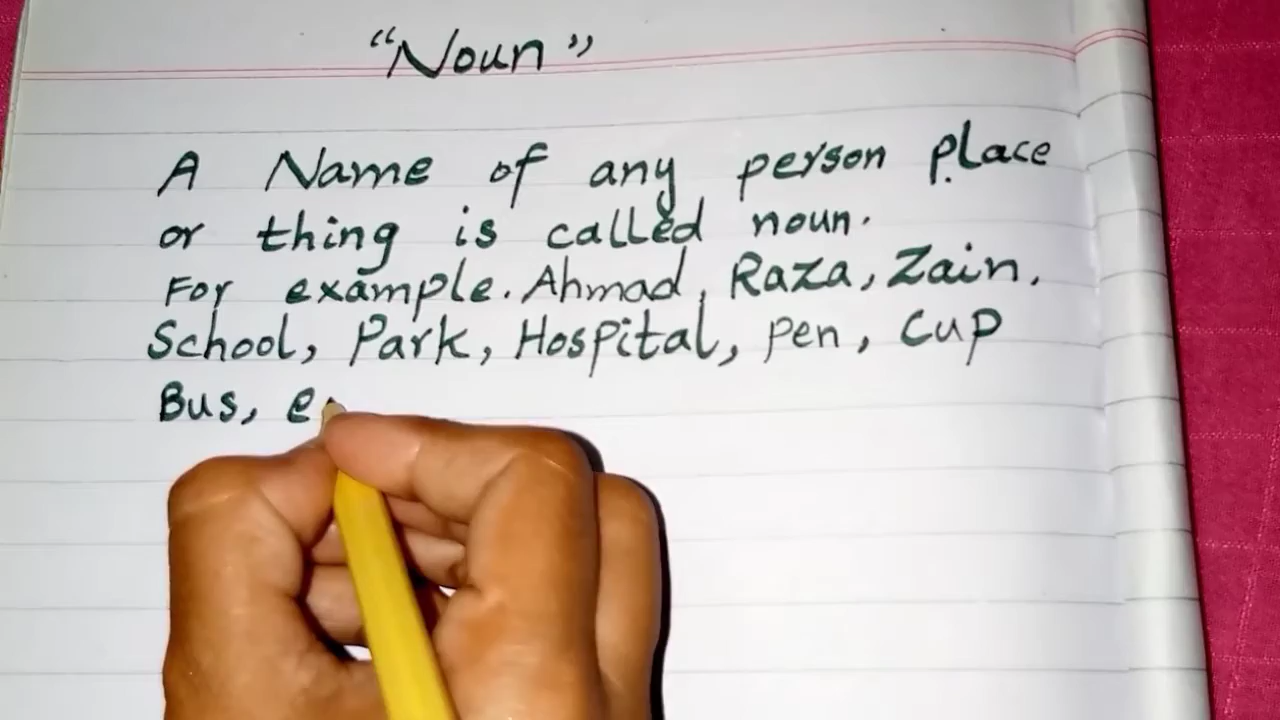 “Noun”
A Name of any person place
or thing is called noun.
For example. Ahmad, Raza, Zain,
School, Park, Hospital, pen, Cup
Bus, e